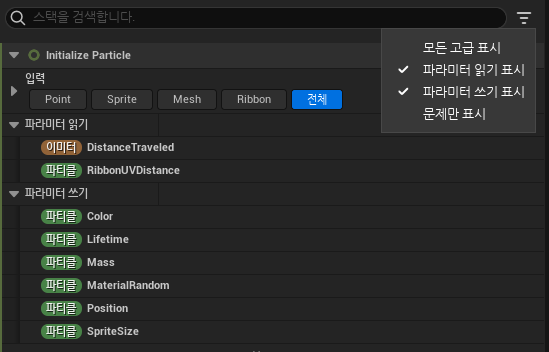 스택을 검색합니다.
모든 고급 표시
파라미터 읽기 표시
파라미터 쓰기 표시
문제만 표시
Initialize Particle
입력
Point Sprite Mesh Ribbon 전체
파라미터 읽기
이미터 DistanceTraveled
파티클 RibbonUVDistance
파라미터 쓰기
파티클 Color
파티클 Lifetime
파티클 Mass
파티클 MaterialRandom
파티클 Position
파티클 SpriteSize